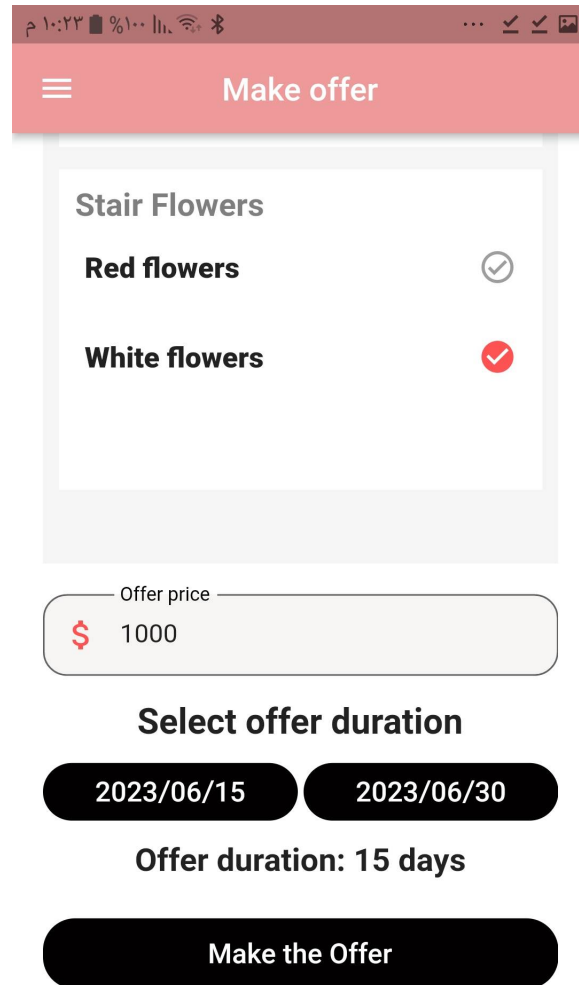 ١٠:٢٣ م %١٠٠
Make offer
Stair Flowers
Red flowers
White flowers
Offer price
$ 1000
Select offer duration
2023/06/15 2023/06/30
Offer duration: 15 days
Make the Offer